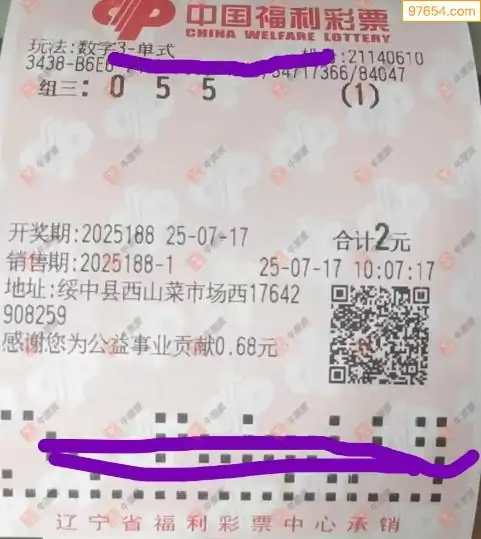 97654.com
中国福利彩票
CHINA WELFARE LOTTERY
玩法:数字3-单式 :21140610
3438-B6E 34717366/84047
组三: 0 5 5 (1)
开奖期:2025188 25-07-17 合计2元
销售期:2025188-1 25-07-17 10:07:17
地址:绥中县西山菜市场西17642
908259
感谢您为公益事业贡献0.68元
辽宁省福利彩票中心承销